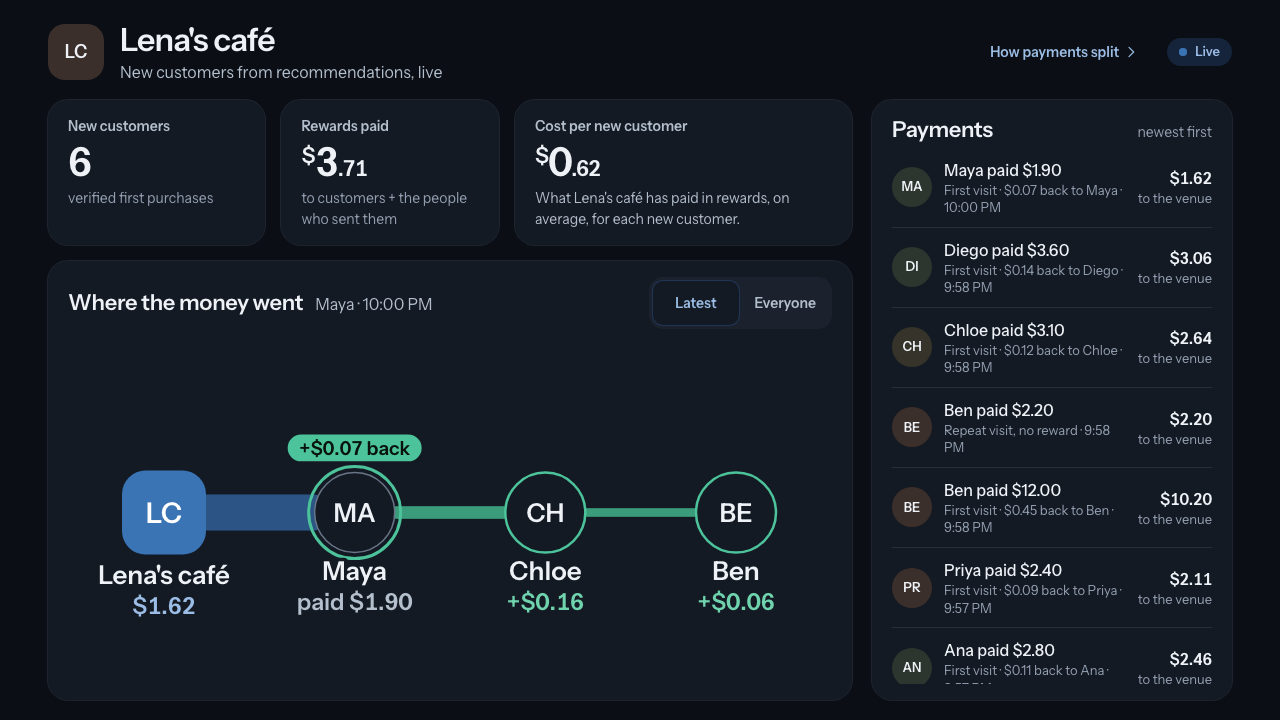 LC
Lena's café
New customers from recommendations, live
How payments split
Live
New customers
6
verified first purchases
Rewards paid
$3.71
to customers + the people
who sent them
Cost per new customer
$0.62
What Lena's café has paid in rewards, on
average, for each new customer.
Where the money went
Maya · 10:00 PM
Latest
Everyone
+$0.07 back
LC
MA
CH
BE
Lena's café
Maya
Chloe
Ben
$1.62
paid $1.90
+$0.16
+$0.06
Payments
newest first
MA
Maya paid $1.90
First visit · $0.07 back to Maya ·
10:00 PM
$1.62
to the venue
DI
Diego paid $3.60
First visit · $0.14 back to Diego ·
9:58 PM
$3.06
to the venue
CH
Chloe paid $3.10
First visit · $0.12 back to Chloe ·
9:58 PM
$2.64
to the venue
BE
Ben paid $2.20
Repeat visit, no reward · 9:58
PM
$2.20
to the venue
BE
Ben paid $12.00
First visit · $0.45 back to Ben ·
9:58 PM
$10.20
to the venue
PR
Priya paid $2.40
First visit · $0.09 back to Priya ·
9:57 PM
$2.11
to the venue
AN
Ana paid $2.80
First visit · $0.11 back to Ana ·
$2.46
to the venue